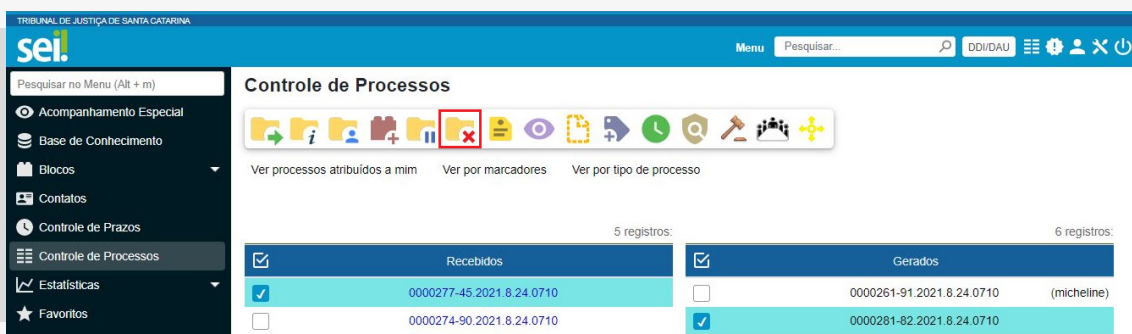 TRIBUNAL DE JUSTIÇA DE SANTA CATARINA
sei!
Menu Pesquisar... DDI/DAU
Pesquisar no Menu (Alt + m)
Acompanhamento Especial
Base de Conhecimento
Blocos
Contatos
Controle de Prazos
Controle de Processos
Estatísticas
Favoritos
Controle de Processos
Ver processos atribuídos a mim Ver por marcadores Ver por tipo de processo
5 registros:
Recebidos
0000277-45.2021.8.24.0710
0000274-90.2021.8.24.0710
6 registros:
Gerados
0000261-91.2021.8.24.0710 (micheline)
0000281-82.2021.8.24.0710